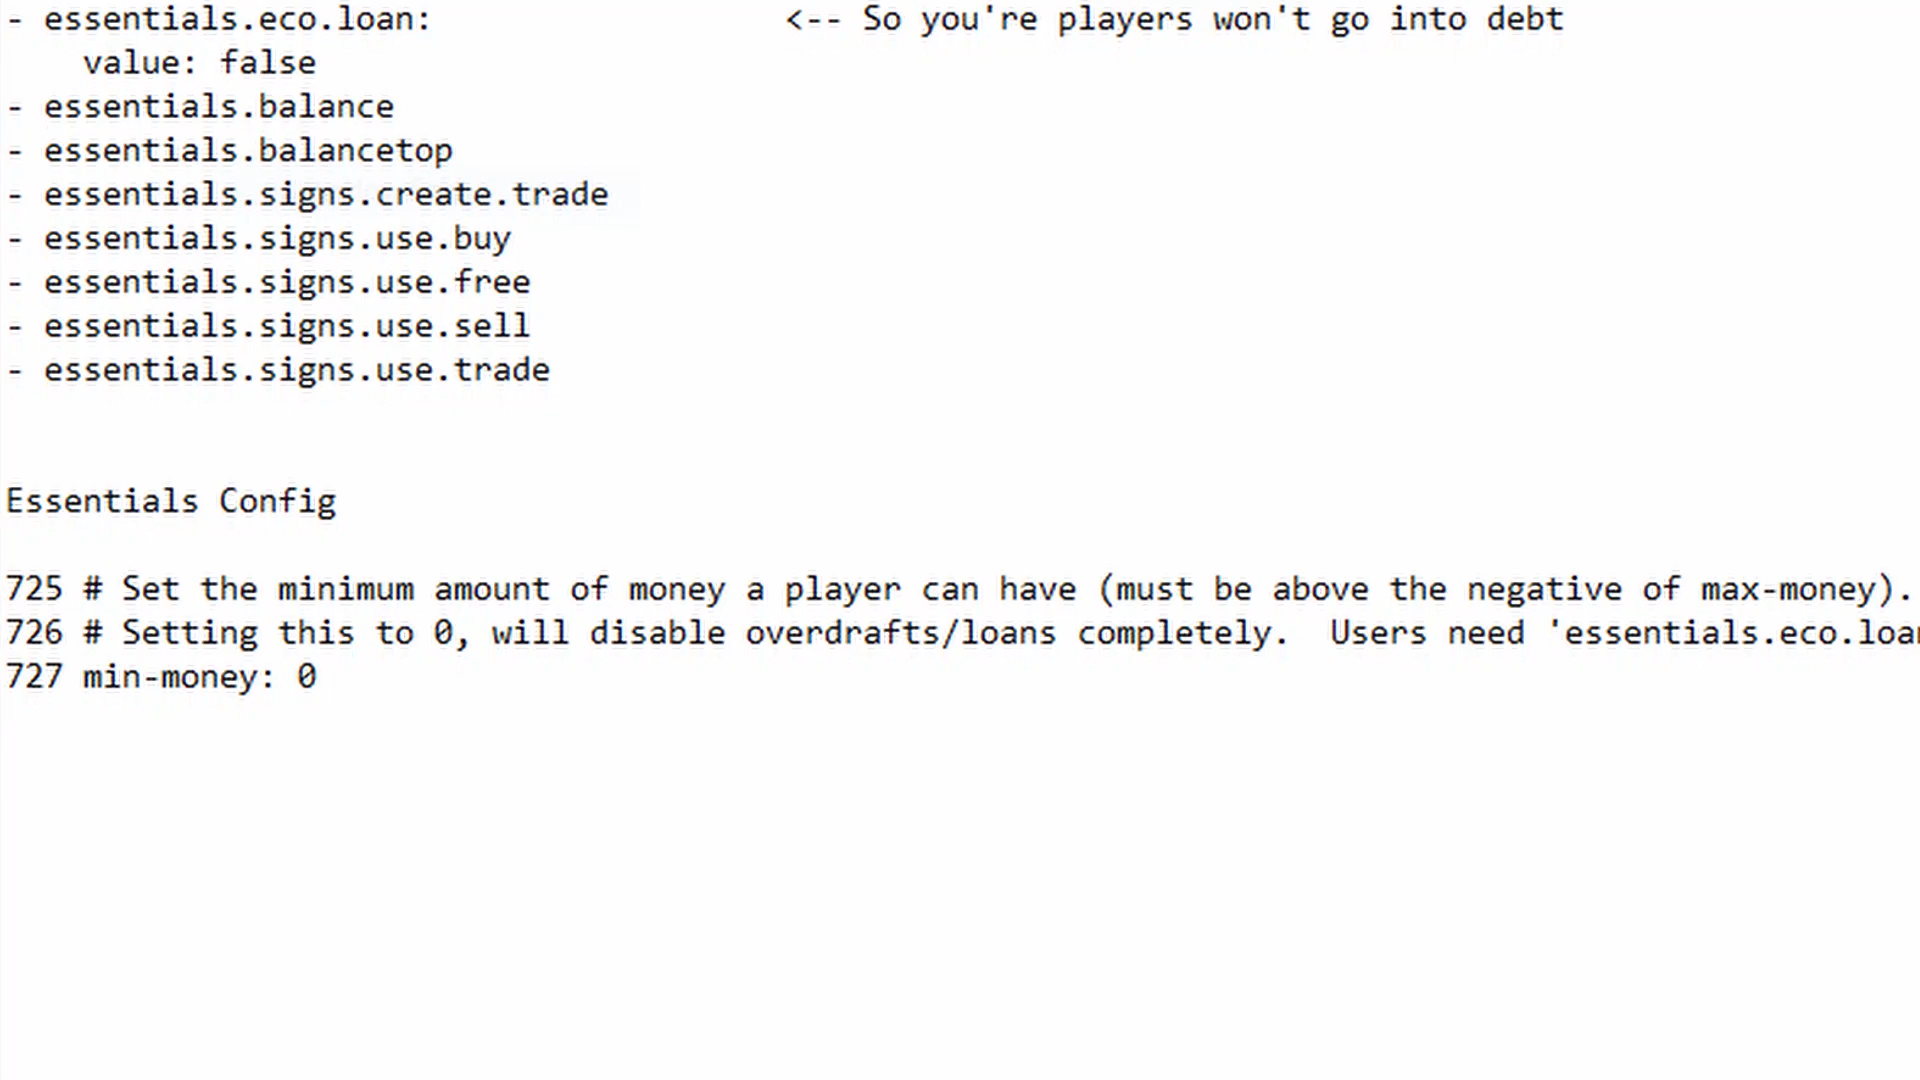 - essentials.eco.loan: <-- So you're players won't go into debt
value: false
- essentials.balance
- essentials.balancetop
- essentials.signs.create.trade
- essentials.signs.use.buy
- essentials.signs.use.free
- essentials.signs.use.sell
- essentials.signs.use.trade
Essentials Config
725 # Set the minimum amount of money a player can have (must be above the negative of max-money).
726 # Setting this to 0, will disable overdrafts/loans completely.  Users need 'essentials.eco.loa
727 min-money: 0